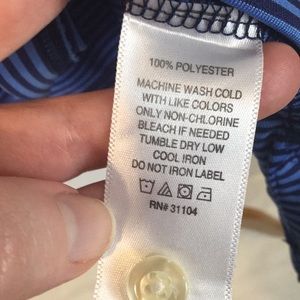 100% POLYESTER
MACHINE WASH COLD
WITH LIKE COLORS
ONLY NON-CHLORINE
BLEACH IF NEEDED
TUMBLE DRY LOW
COOL IRON
DO NOT IRON LABEL
RN# 31104